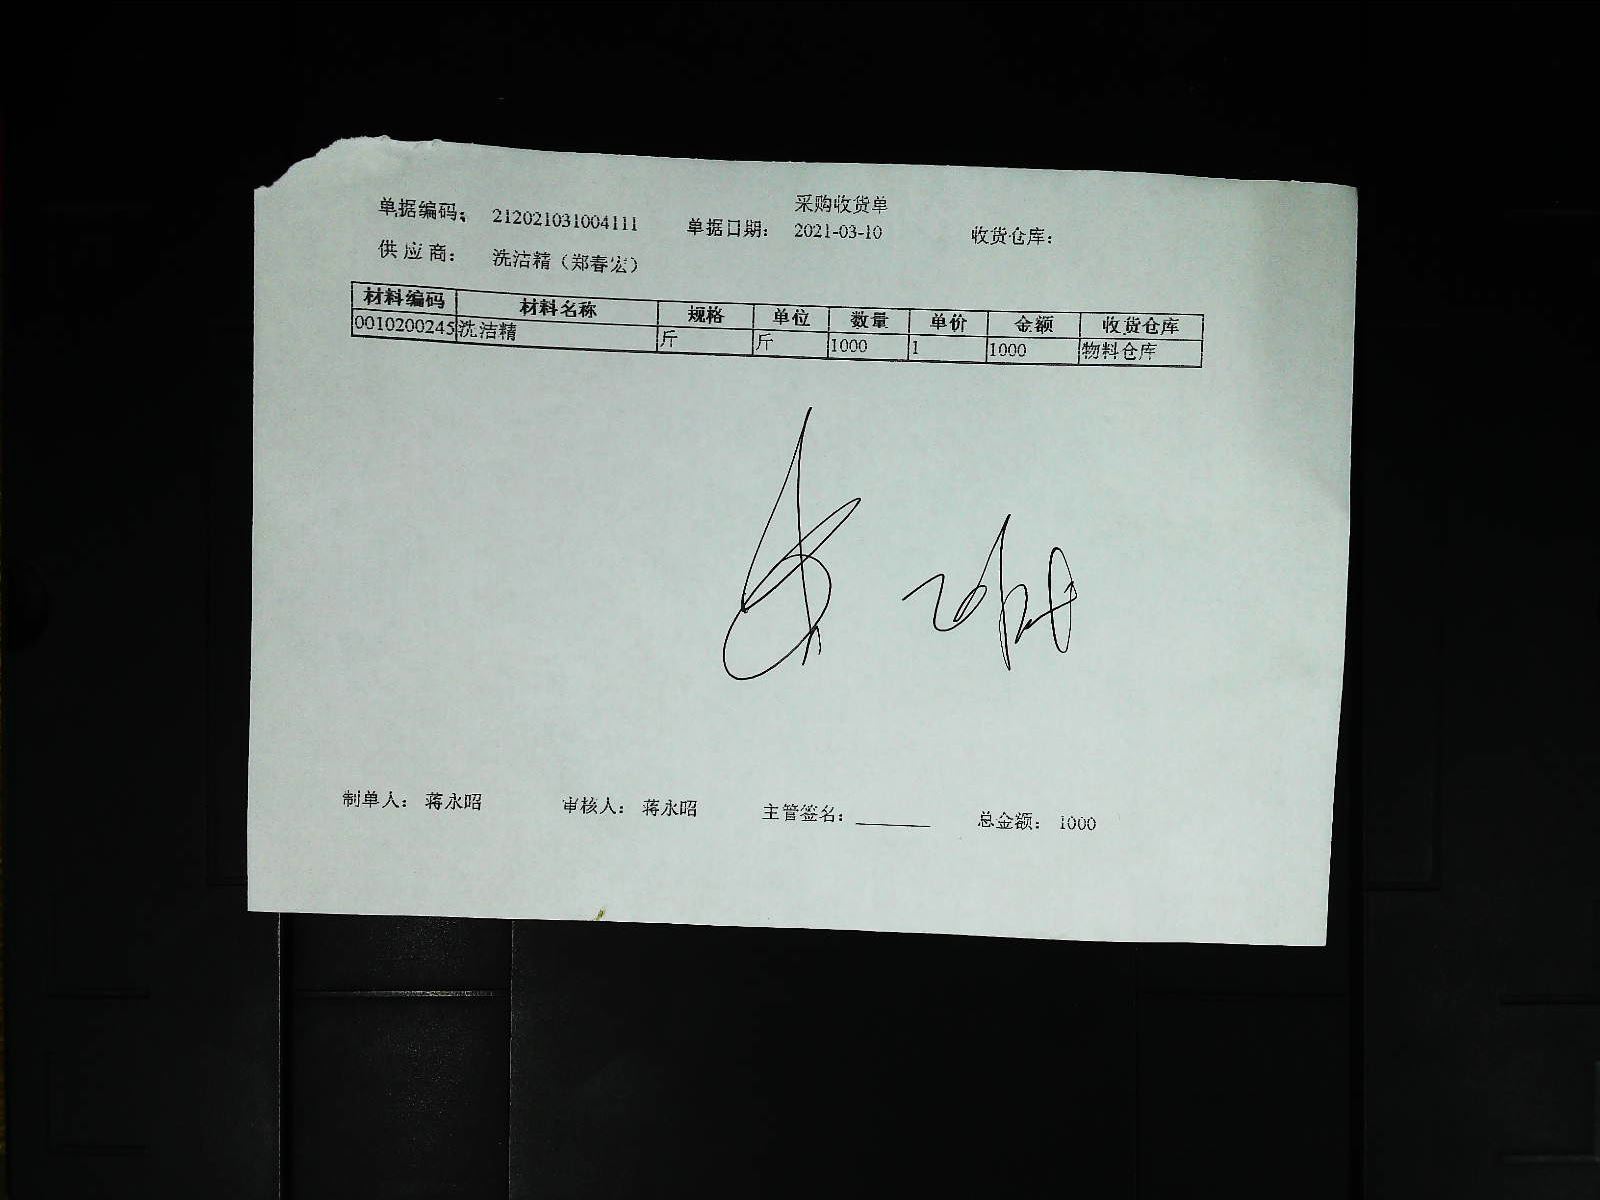 采购收货单
单据编码： 212021031004111 单据日期： 2021-03-10 收货仓库：
供 应 商： 洗洁精（郑春宏）
材料编码 材料名称 规格 单位 数量 单价 金额 收货仓库
0010200245 洗洁精 斤 斤 1000 1 1000 物料仓库
制单人： 蒋永昭 审核人： 蒋永昭 主管签名： 总金额： 1000